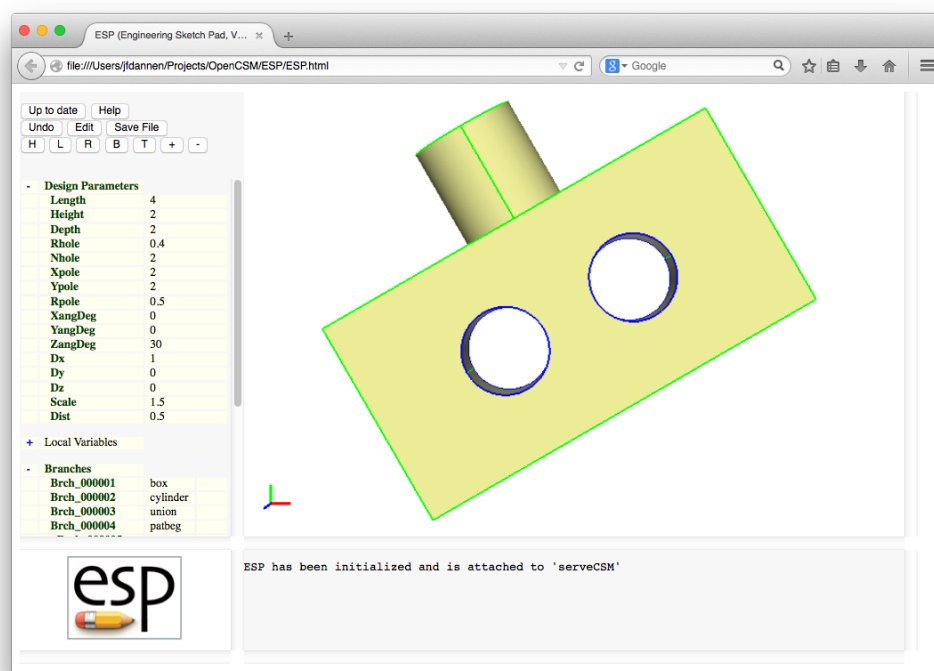 ESP (Engineering Sketch Pad, V...
file:///Users/jfdannen/Projects/OpenCSM/ESP/ESP.html
8 Google
Up to date Help
Undo Edit Save File
H L R B T + -
- Design Parameters
Length 4
Height 2
Depth 2
Rhole 0.4
Nhole 2
Xpole 2
Ypole 2
Rpole 0.5
XangDeg 0
YangDeg 0
ZangDeg 30
Dx 1
Dy 0
Dz 0
Scale 1.5
Dist 0.5
+ Local Variables
- Branches
Brch_000001 box
Brch_000002 cylinder
Brch_000003 union
Brch_000004 patbeg
ESP has been initialized and is attached to 'serveCSM'
esp